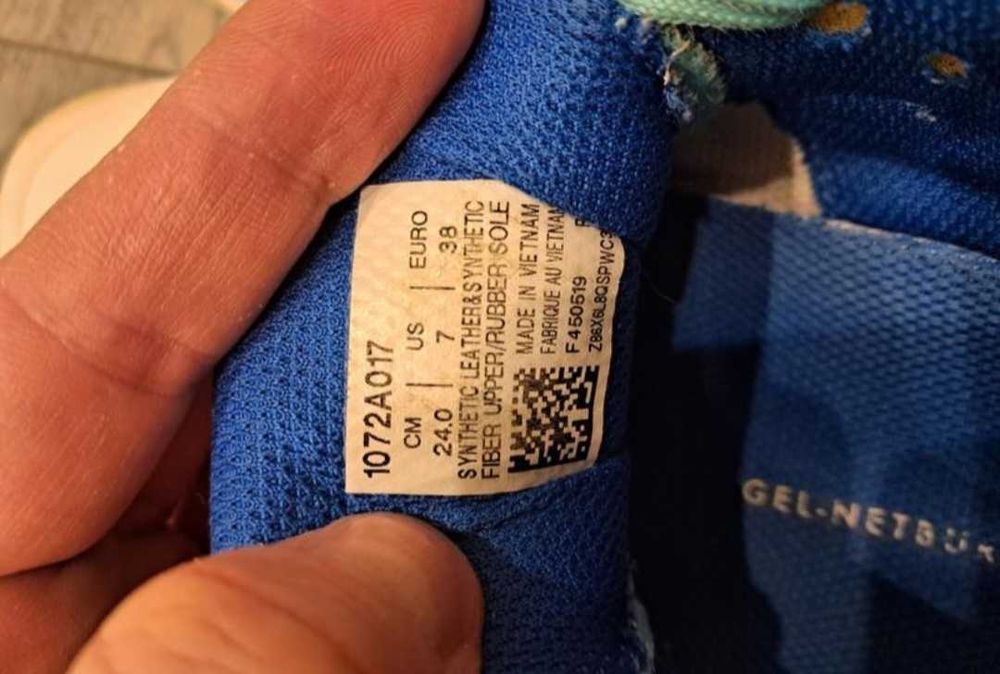 1072A017
CM | US | EURO
24.0 | 7 | 38
SYNTHETIC LEATHER&SYNTHETIC
FIBER UPPER/RUBBER SOLE
MADE IN VIETNAM
FABRIQUE AU VIETNAM
F450519
Z86X6L8QSPWC
GEL-NETBU